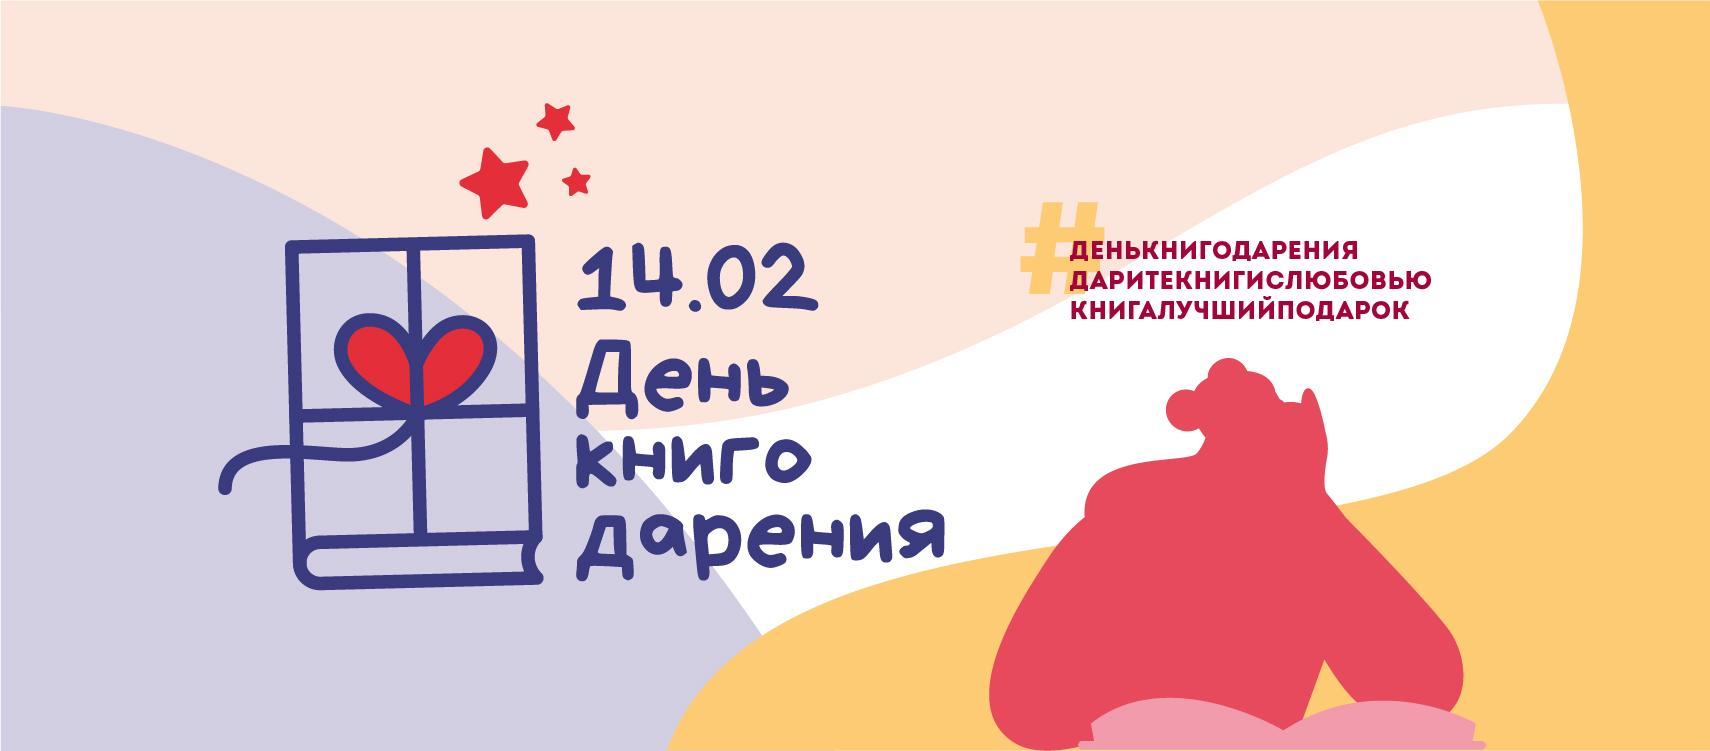 14.02
День
книго
дарения
#
ДЕНЬКНИГОДАРЕНИЯ
ДАРИТЕКНИГИСЛЮБОВЬЮ
КНИГАЛУЧШИЙПОДАРОК